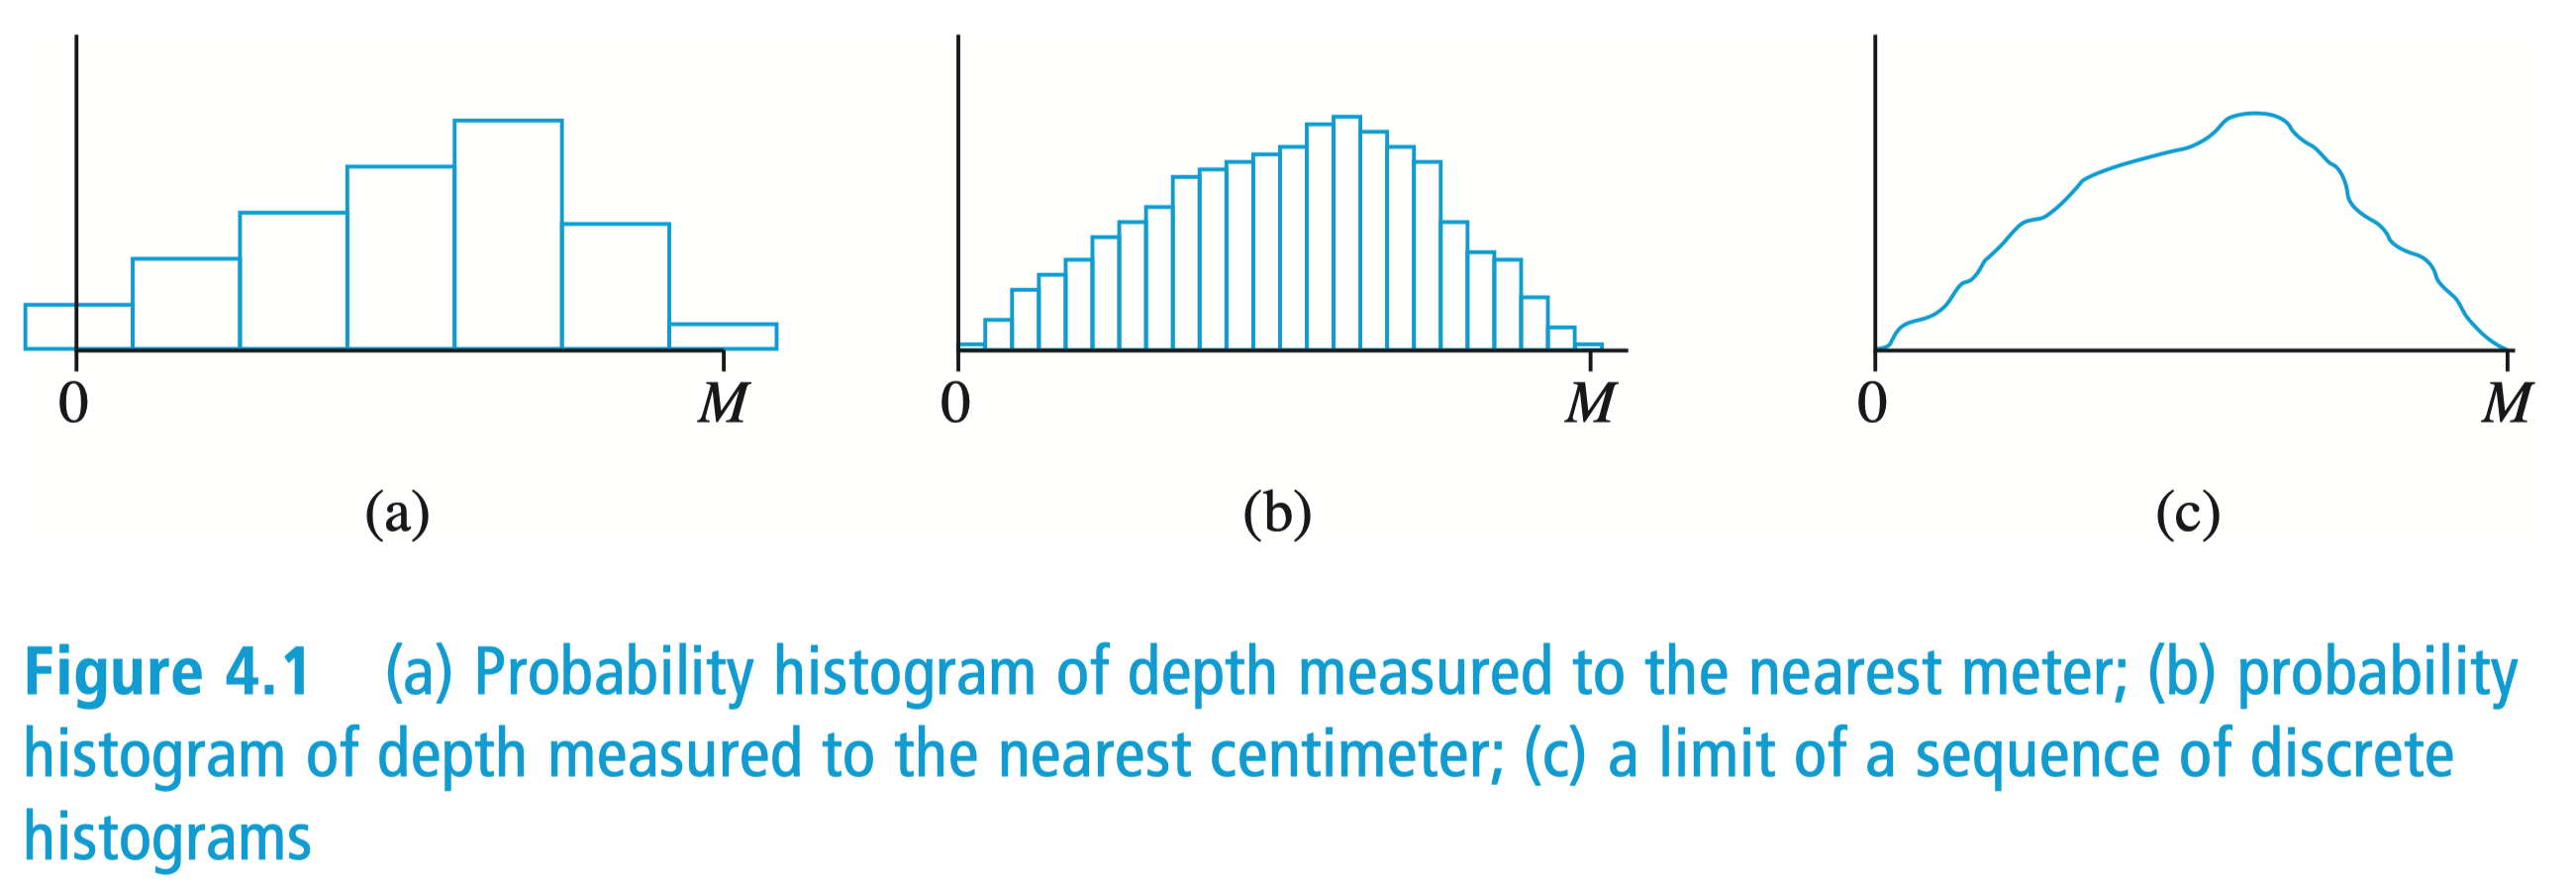 0 M 0 M 0 M
(a) (b) (c)
Figure 4.1 (a) Probability histogram of depth measured to the nearest meter; (b) probability
histogram of depth measured to the nearest centimeter; (c) a limit of a sequence of discrete
histograms